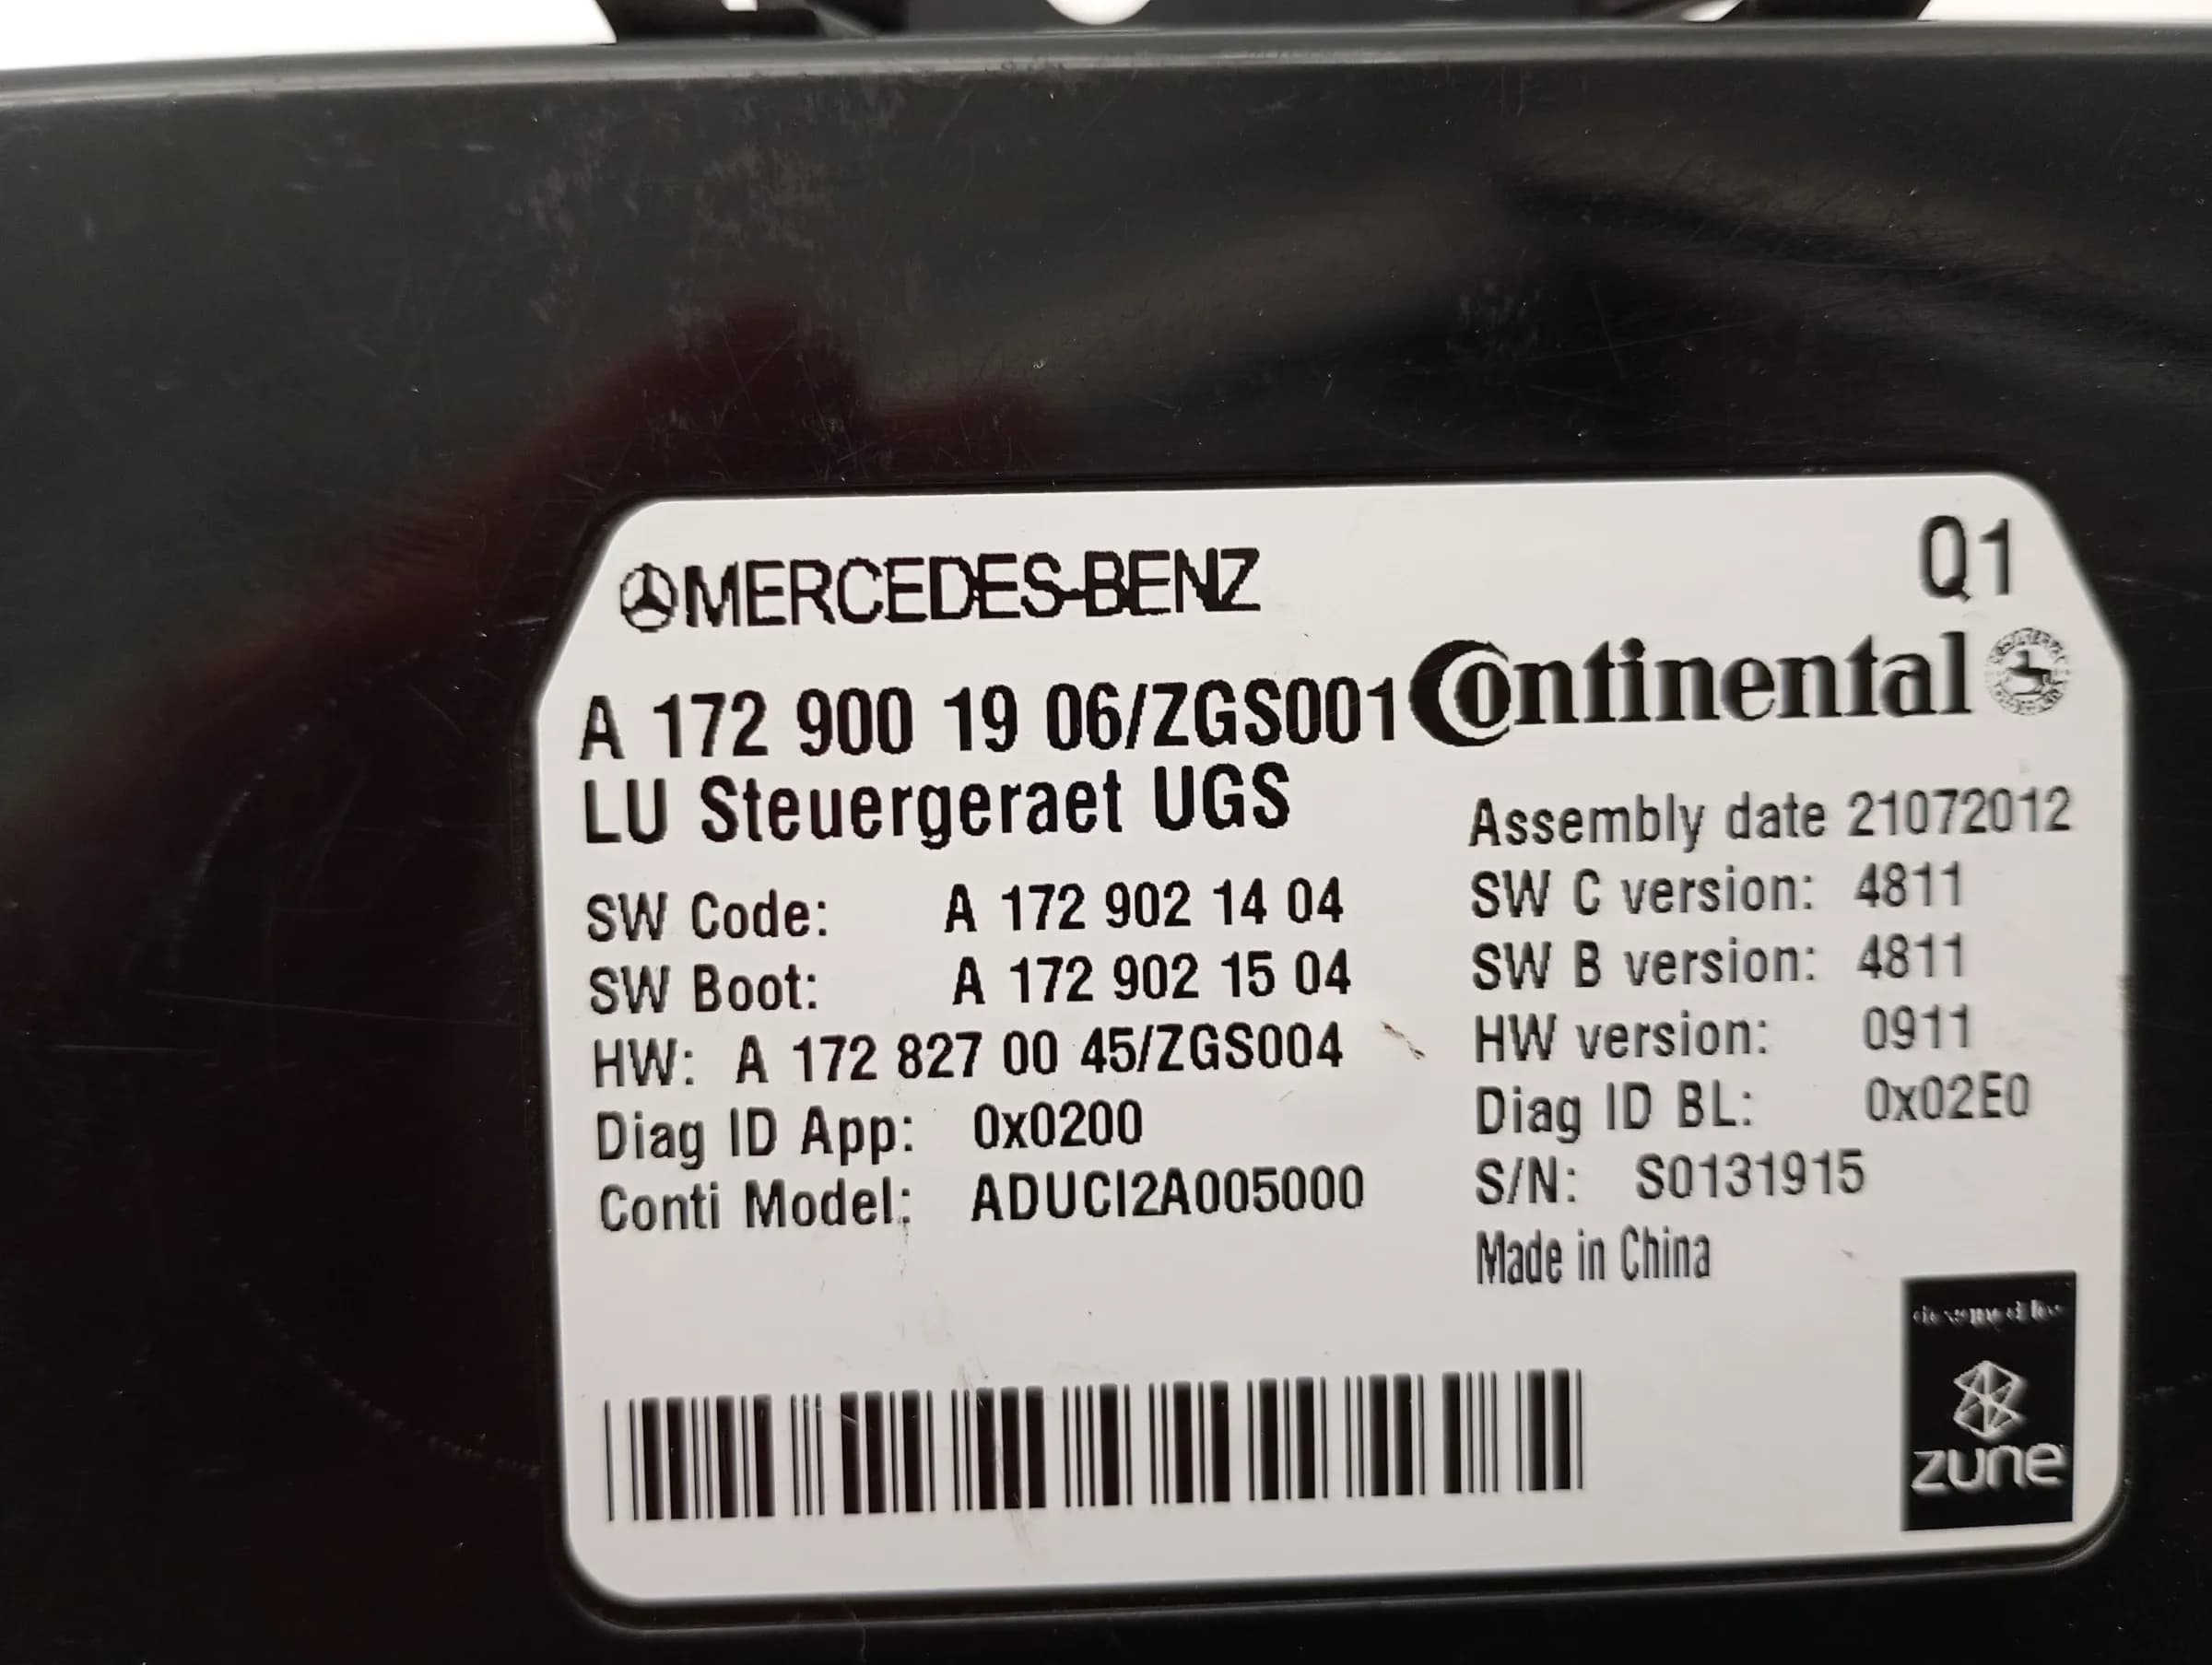 MERCEDES-BENZ
Q1
A 172 900 19 06/ZGS001
Continental
LU Steuergeraet UGS
Assembly date 21072012
SW Code: A 172 902 14 04
SW C version: 4811
SW Boot: A 172 902 15 04
SW B version: 4811
HW: A 172 827 00 45/ZGS004
HW version: 0911
Diag ID App: 0x0200
Diag ID BL: 0x02E0
Conti Model: ADUCI2A005000
S/N: S0131915
Made in China
designed by
zune